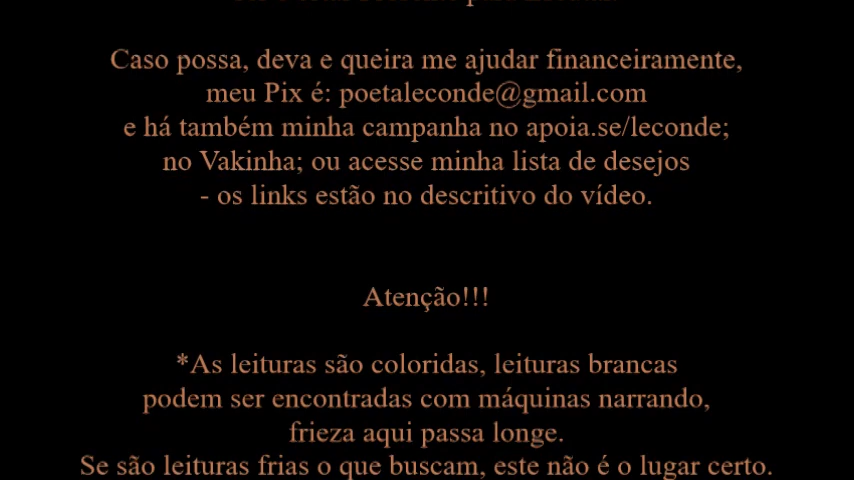 Caso possa, deva e queira me ajudar financeiramente,
meu Pix é: poetaleconde@gmail.com
e há também minha campanha no apoia.se/leconde;
no Vakinha; ou acesse minha lista de desejos
- os links estão no descritivo do vídeo.
Atenção!!!
*As leituras são coloridas, leituras brancas
podem ser encontradas com máquinas narrando,
frieza aqui passa longe.
Se são leituras frias o que buscam, este não é o lugar certo.